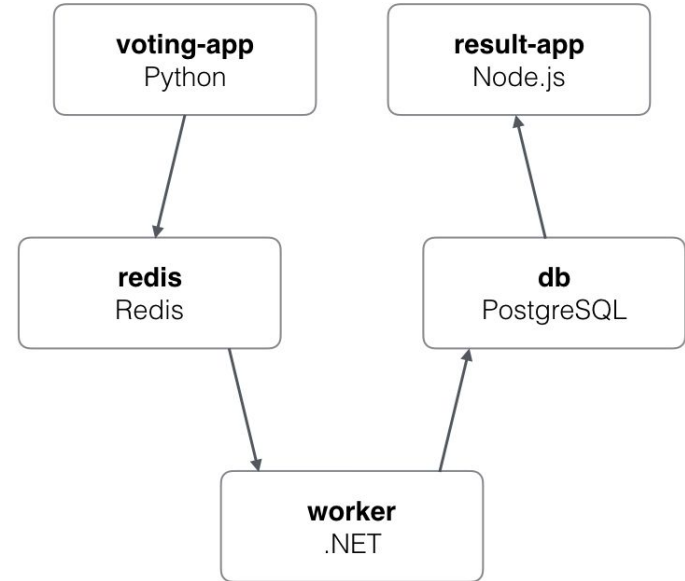 voting-app
Python
result-app
Node.js
redis
Redis
db
PostgreSQL
worker
.NET